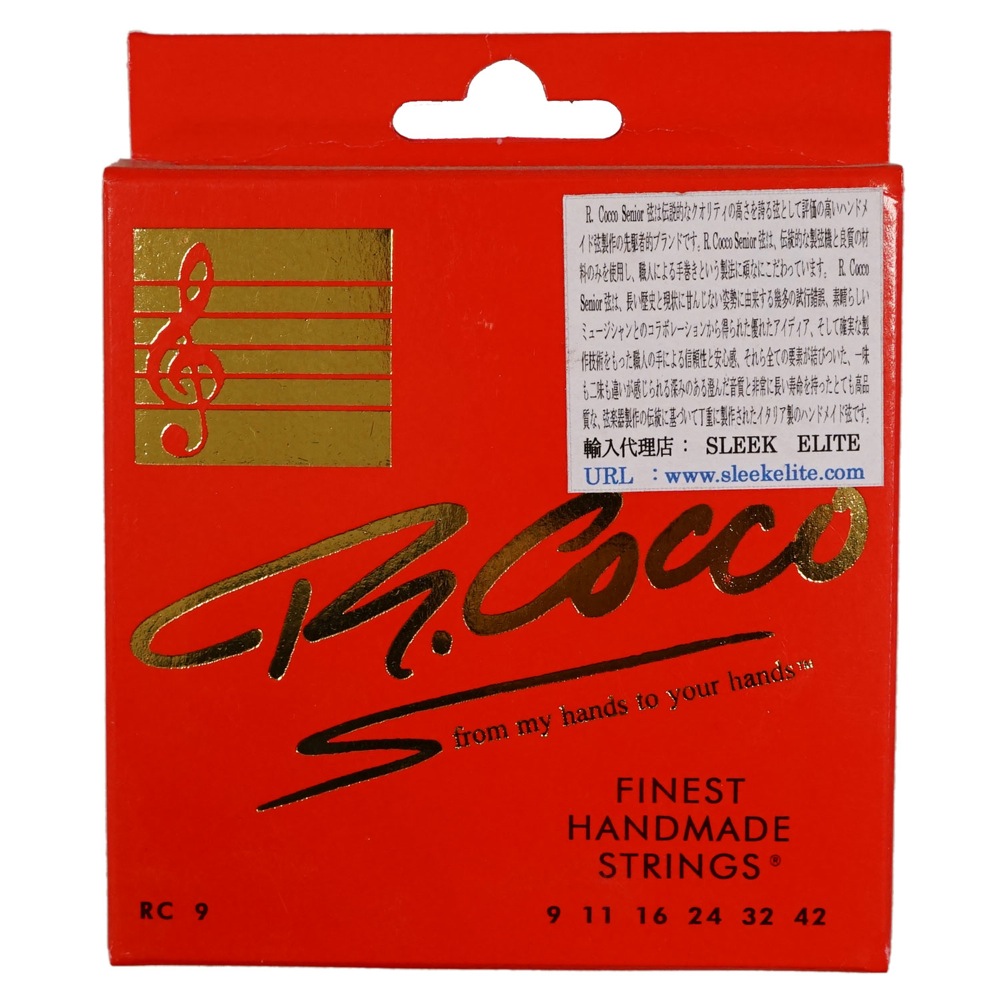 R. Cocco Senior 弦は伝説的なクオリティの高さを誇る弦として評価の高いハンドメ
イド弦製作の先駆者的ブランドです。R. Cocco Senior 弦は、伝統的な製弦機と良質の材
料のみを使用し、職人による手巻きという製法に頑なにこだわっています。 R. Cocco
Senior 弦は、長い歴史と現状に甘んじない姿勢に由来する幾多の試行錯誤、素晴らしい
ミュージシャンとのコラボレーションから得られた優れたアイディア、そして確実な製
作技術をもった職人の手による信頼性と安心感、それら全ての要素が結びついた、一味
も二味も違いが感じられる深みのある澄んだ音質と非常に長い寿命を持ったとても高品
質な、弦楽器製作の伝統に基づいて丁重に製作されたイタリア製のハンドメイド弦です。
輸入代理店： SLEEK ELITE
URL ：www.sleekelite.com
R. Cocco
S
from my hands to your hands™
FINEST
HANDMADE
STRINGS®
RC 9
9 11 16 24 32 42